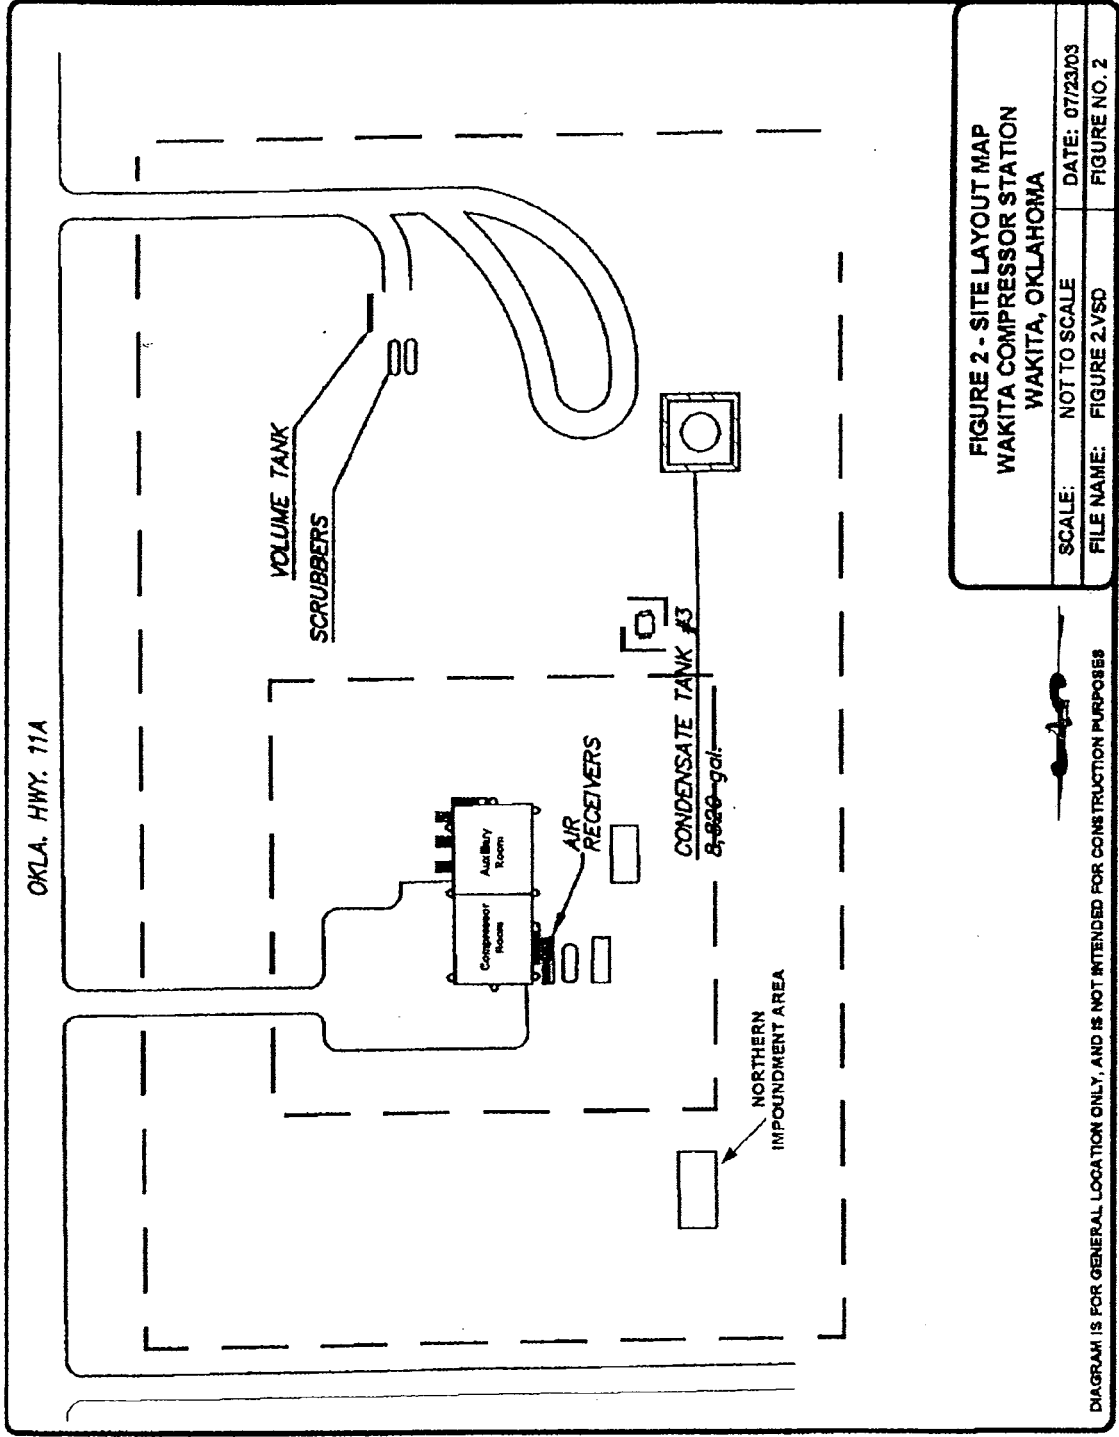 OKLA. HWY. 11A
VOLUME TANK
SCRUBBERS
Compressor
Room
Auxiliary
Room
AIR
RECEIVERS
CONDENSATE TANK #3
8,820 gal.
NORTHERN
IMPOUNDMENT AREA
FIGURE 2 - SITE LAYOUT MAP
WAKITA COMPRESSOR STATION
WAKITA, OKLAHOMA
SCALE: NOT TO SCALE DATE: 07/23/03
FILE NAME: FIGURE 2.VSD FIGURE NO. 2
DIAGRAM IS FOR GENERAL LOCATION ONLY, AND IS NOT INTENDED FOR CONSTRUCTION PURPOSES